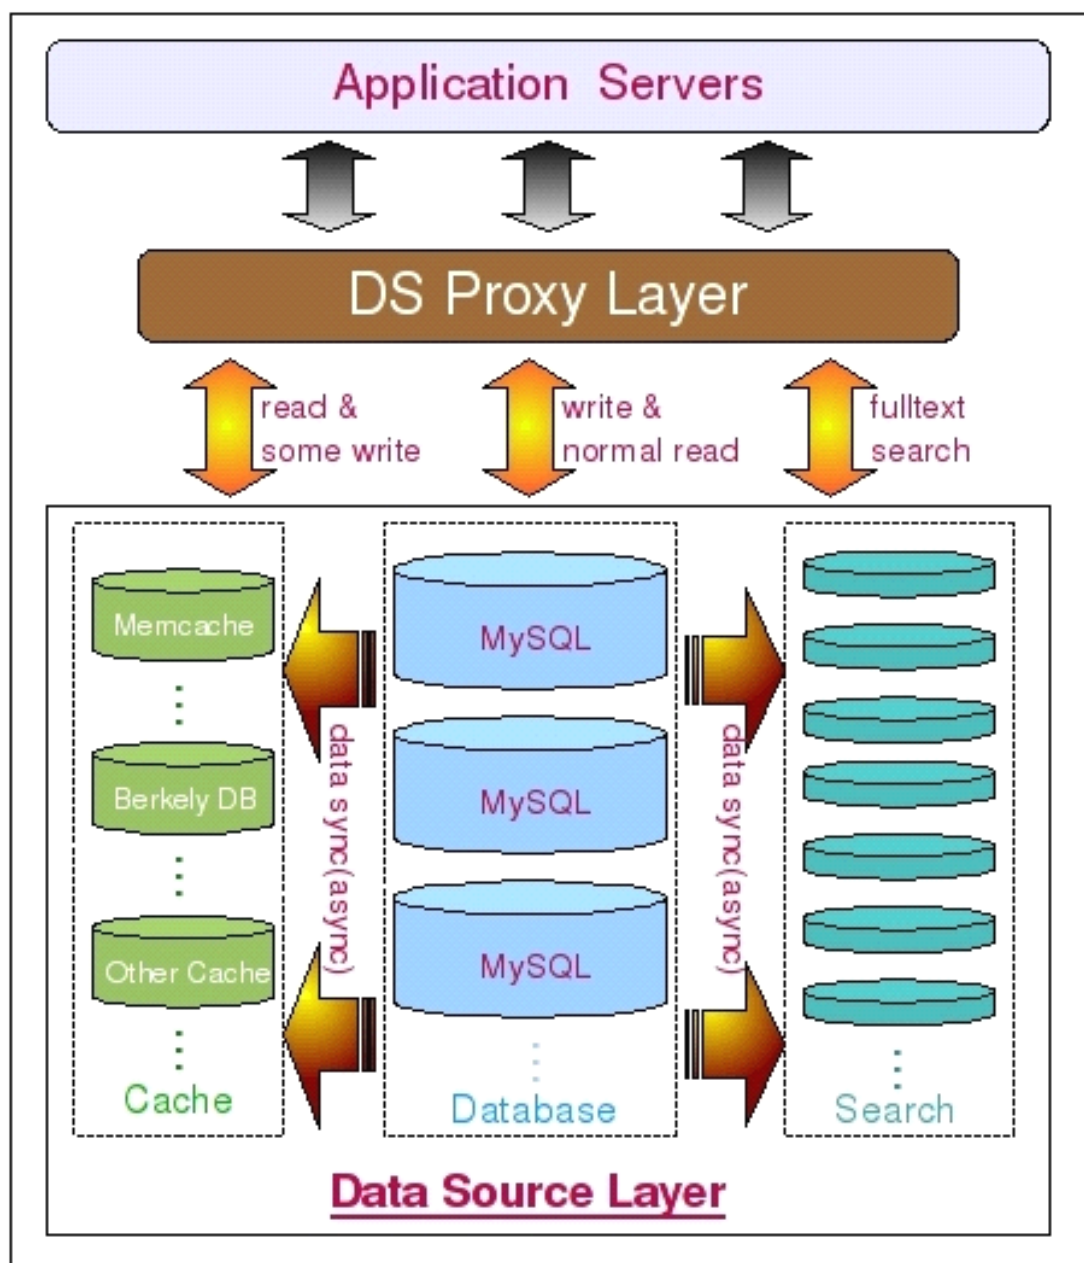 Application Servers
DS Proxy Layer
read &
some write
write &
normal read
fulltext
search
Memcache
Berkely DB
Other Cache
Cache
data sync(async)
MySQL
MySQL
MySQL
Database
data sync(async)
Search
Data Source Layer